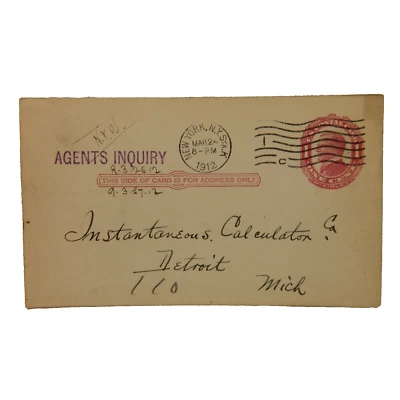 N.Y.
NEW YORK, N.Y. STA. K
MAR 24
8-PM
1912
1
C
AGENTS INQUIRY
R-3-26-12
(THIS SIDE OF CARD IS FOR ADDRESS ONLY)
9-3-27-12
Instantaneous. Calculator Co
Detroit
110 Mich